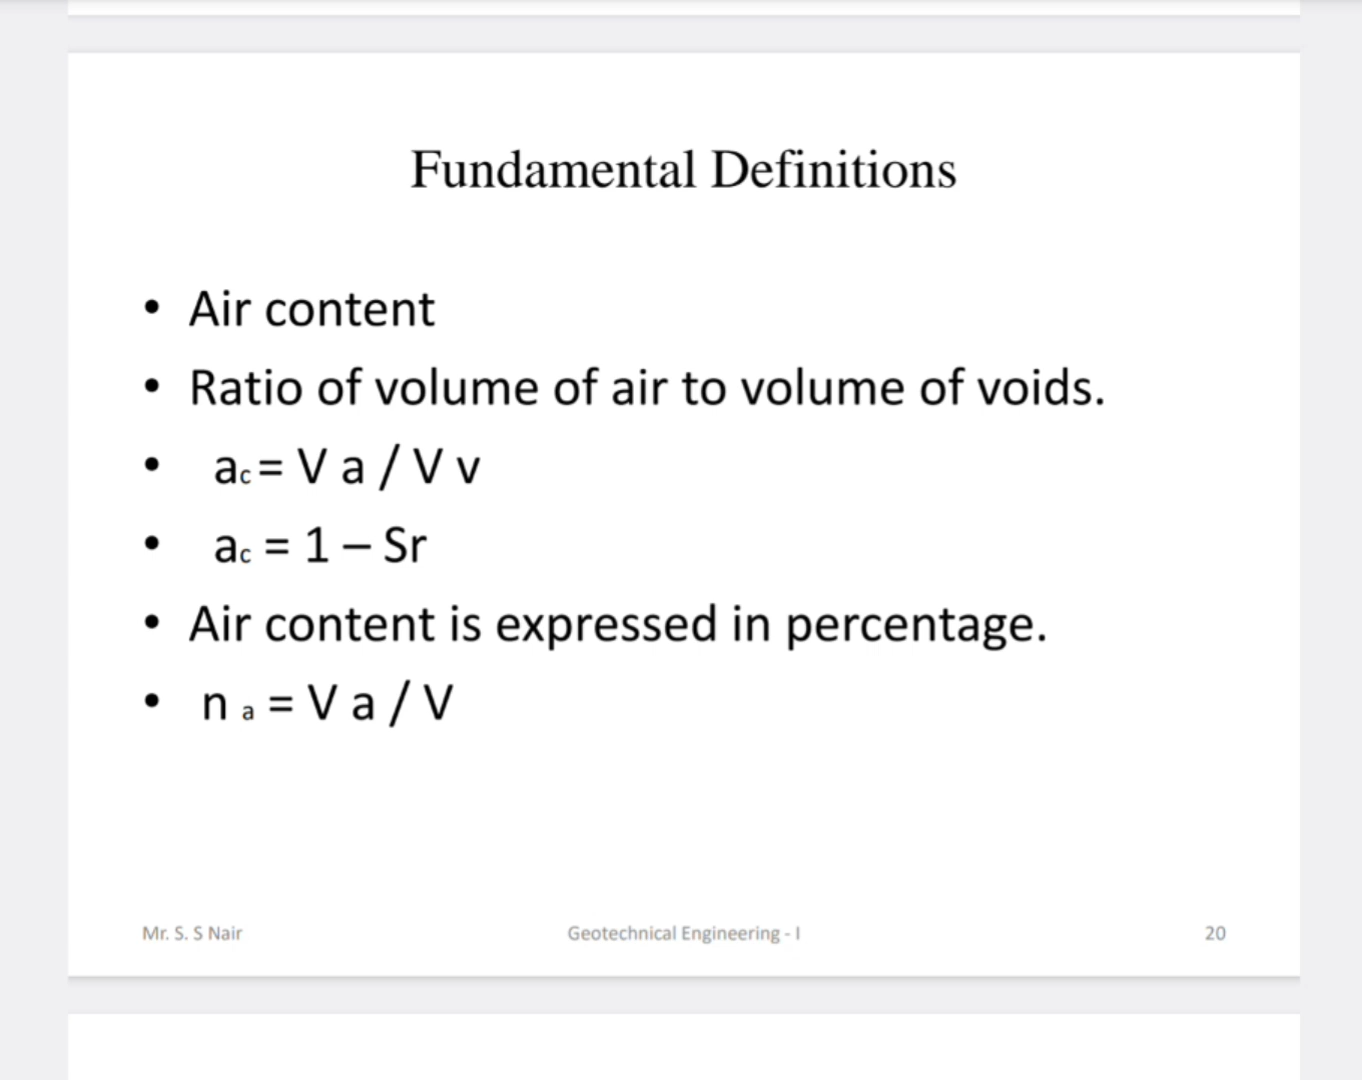 Fundamental Definitions
• Air content
• Ratio of volume of air to volume of voids.
• ac= V a / V v
• ac = 1 – Sr
• Air content is expressed in percentage.
• n a = V a / V
Mr. S. S Nair
Geotechnical Engineering - I
20